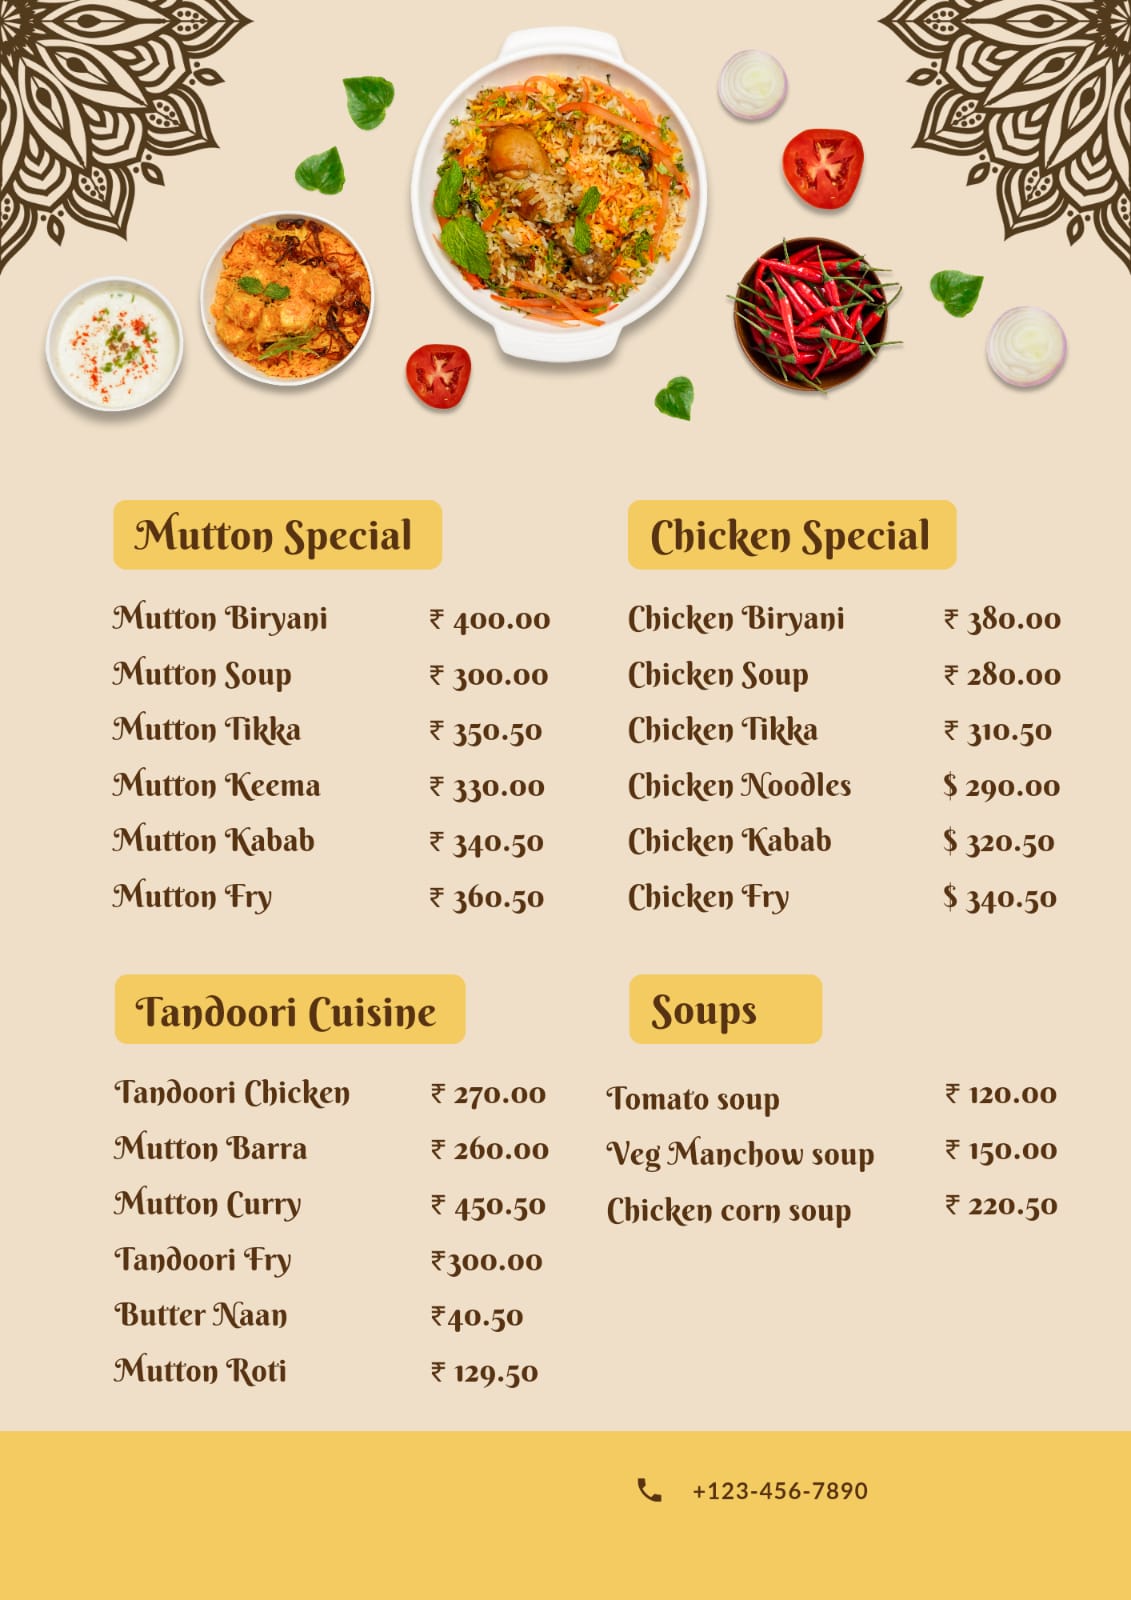 Mutton Special
Mutton Biryani ₹ 400.00
Mutton Soup ₹ 300.00
Mutton Tikka ₹ 350.50
Mutton Keema ₹ 330.00
Mutton Kabab ₹ 340.50
Mutton Fry ₹ 360.50
Chicken Special
Chicken Biryani ₹ 380.00
Chicken Soup ₹ 280.00
Chicken Tikka ₹ 310.50
Chicken Noodles $ 290.00
Chicken Kabab $ 320.50
Chicken Fry $ 340.50
Tandoori Cuisine
Tandoori Chicken ₹ 270.00
Mutton Barra ₹ 260.00
Mutton Curry ₹ 450.50
Tandoori Fry ₹300.00
Butter Naan ₹40.50
Mutton Roti ₹ 129.50
Soups
Tomato soup ₹ 120.00
Veg Manchow soup ₹ 150.00
Chicken corn soup ₹ 220.50
+123-456-7890